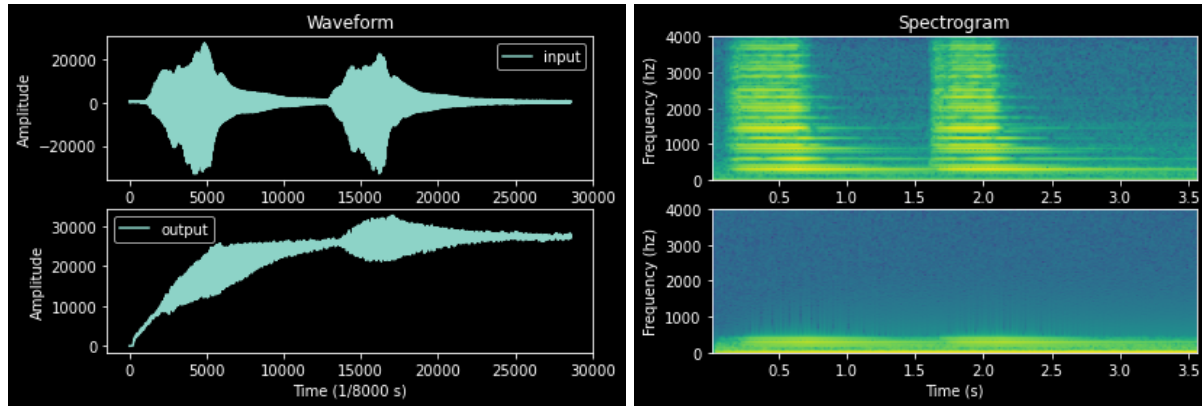 Waveform
Amplitude
20000
0
−20000
input
0 5000 10000 15000 20000 25000 30000
Amplitude
30000
20000
10000
0
output
0 5000 10000 15000 20000 25000 30000
Time (1/8000 s)
Spectrogram
Frequency (hz)
4000
3000
2000
1000
0
0.5 1.0 1.5 2.0 2.5 3.0 3.5
Frequency (hz)
4000
3000
2000
1000
0
0.5 1.0 1.5 2.0 2.5 3.0 3.5
Time (s)